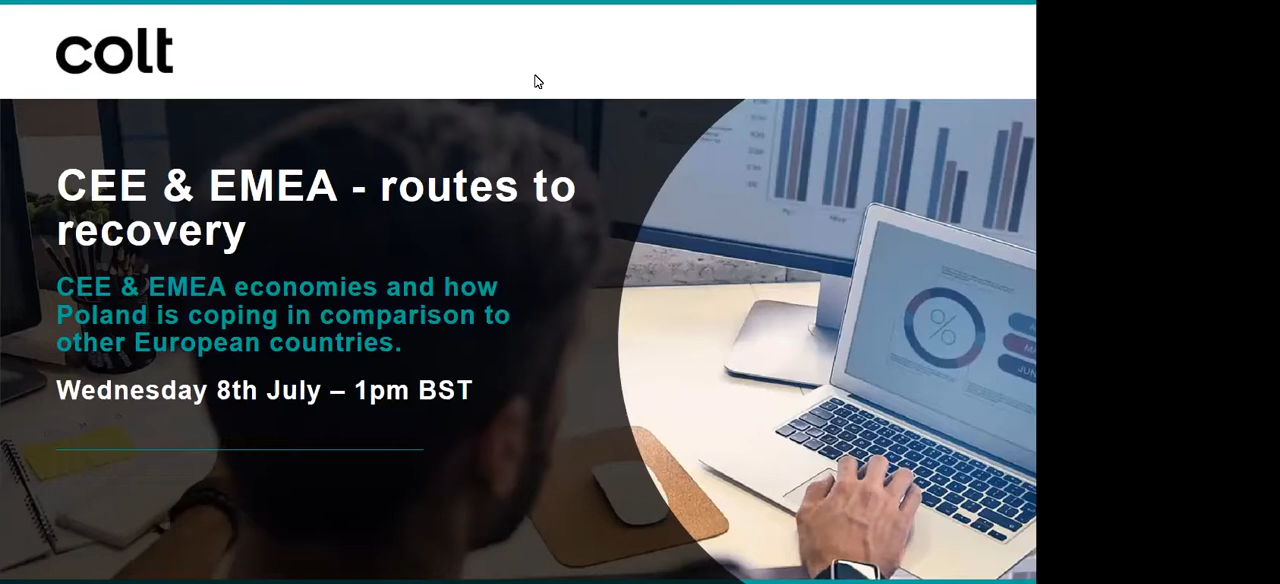 colt
CEE & EMEA - routes to
recovery
CEE & EMEA economies and how
Poland is coping in comparison to
other European countries.
Wednesday 8th July – 1pm BST
%